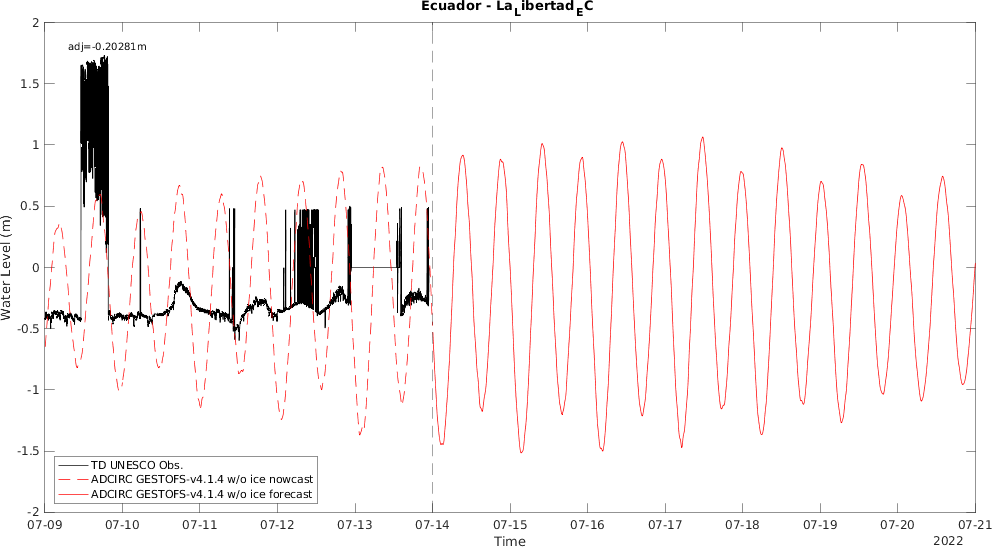 Ecuador - LaLibertadEC
adj=-0.20281m
2
1.5
1
0.5
0
-0.5
-1
-1.5
-2
Water Level (m)
TD UNESCO Obs.
ADCIRC GESTOFS-v4.1.4 w/o ice nowcast
ADCIRC GESTOFS-v4.1.4 w/o ice forecast
07-09 07-10 07-11 07-12 07-13 07-14 07-15 07-16 07-17 07-18 07-19 07-20 07-21
Time
2022